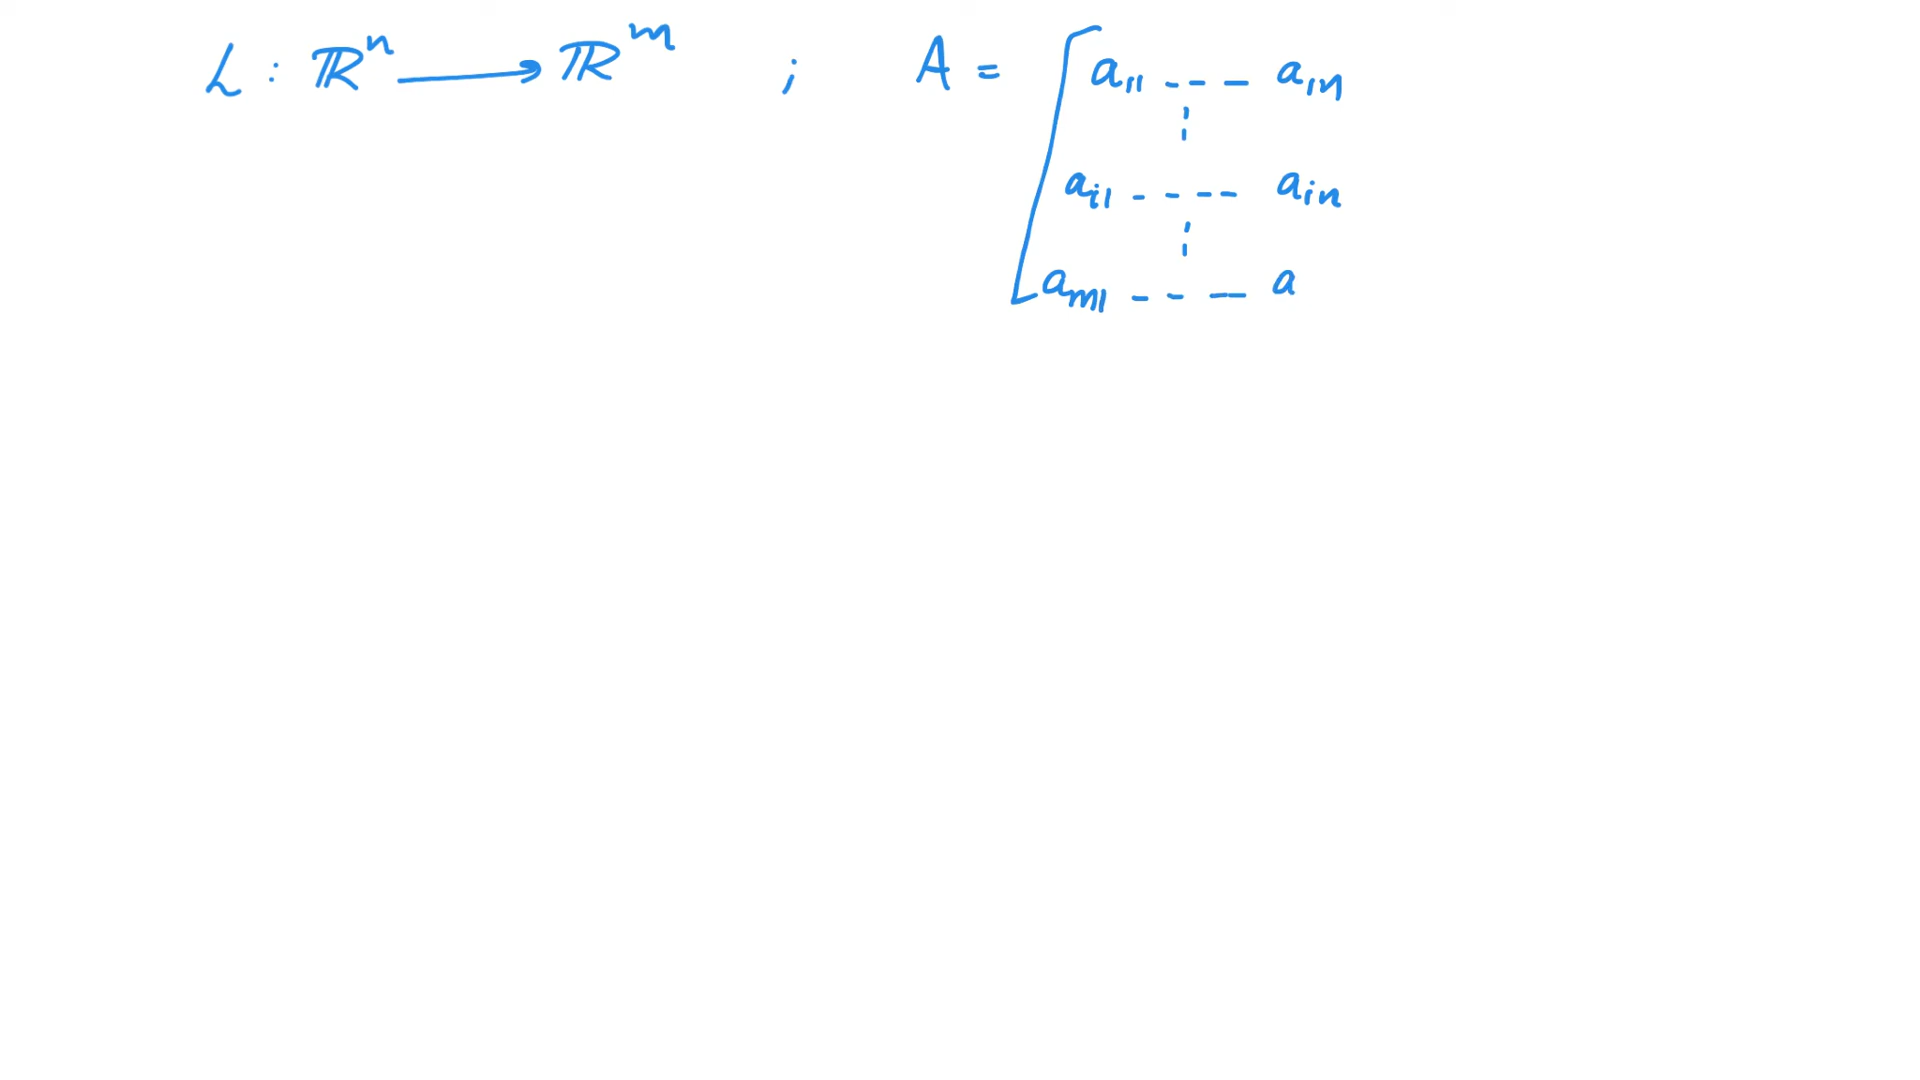 L : ℝⁿ ⟶ ℝᵐ ; A = [ a₁₁ - - - a₁ₙ
⋮
aᵢ₁ - - - - aᵢₙ
⋮
aₘ₁ - - - a